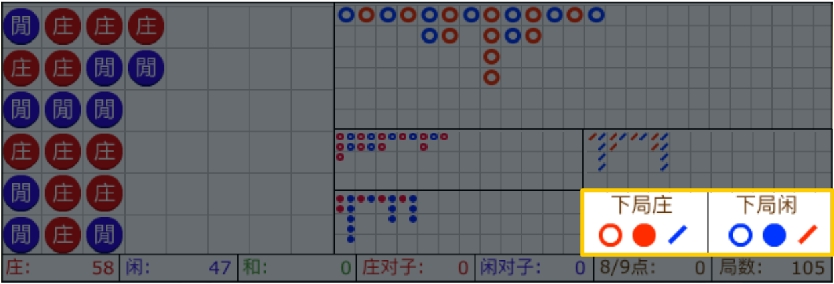 閒 庄 庄 庄
庄 庄 閒 閒
閒 閒 閒
庄 庄 庄
閒 庄 庄
閒 庄 閒
下局庄 下局闲
庄: 58 闲: 47 和: 0 庄对子: 0 闲对子: 0 8/9点: 0 局数: 105